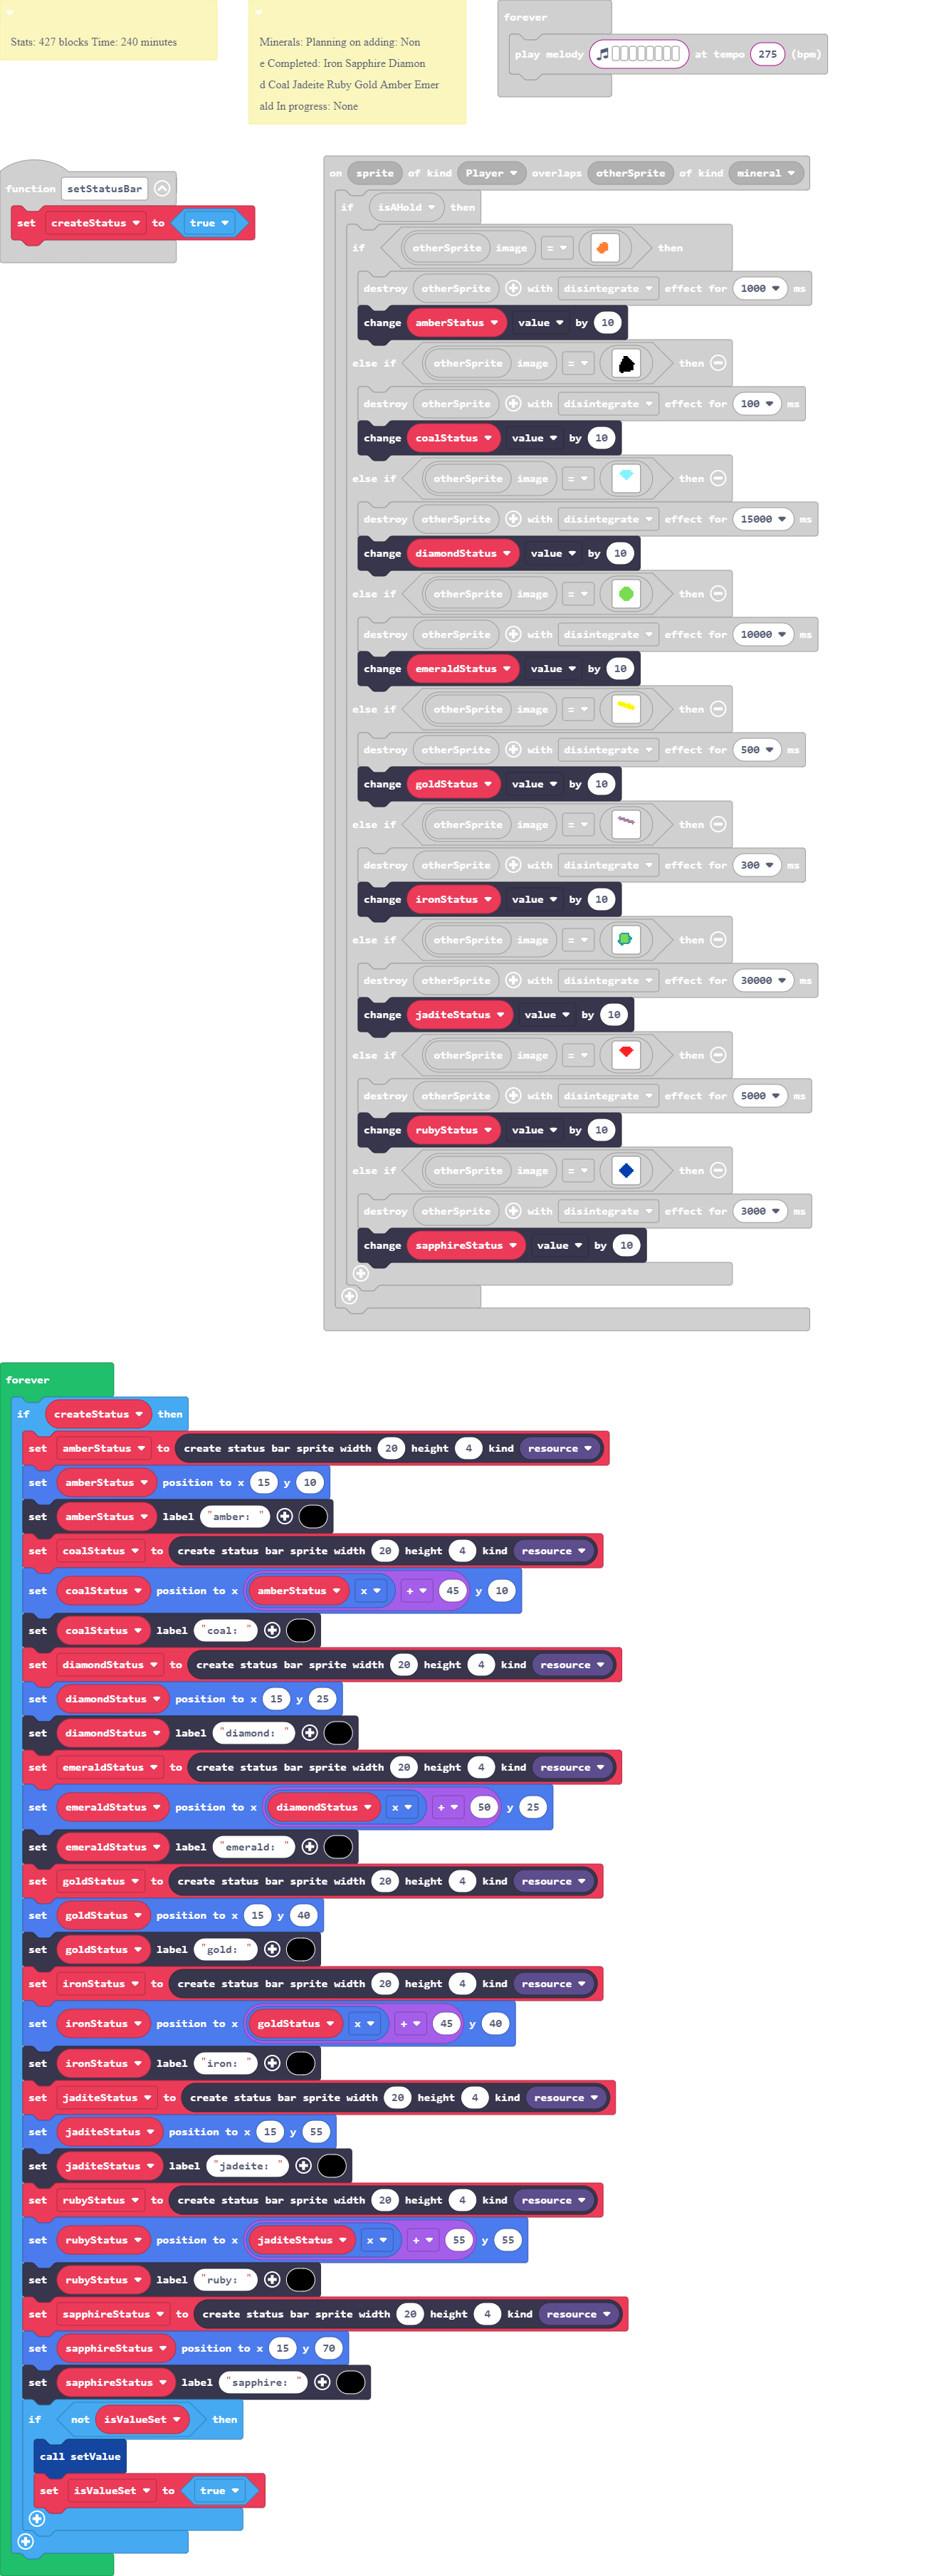 Stats: 427 blocks Time: 240 minutes
Minerals: Planning on adding: Non
e Completed: Iron Sapphire Diamon
d Coal Jadeite Ruby Gold Amber Emer
ald In progress: None
forever
play melody at tempo 275 (bpm)
function setStatusBar
set createStatus to true
on sprite of kind Player overlaps otherSprite of kind mineral
if isAHold then
if otherSprite image = then
destroy otherSprite with disintegrate effect for 1000 ms
change amberStatus value by 10
else if otherSprite image = then
destroy otherSprite with disintegrate effect for 100 ms
change coalStatus value by 10
else if otherSprite image = then
destroy otherSprite with disintegrate effect for 15000 ms
change diamondStatus value by 10
else if otherSprite image = then
destroy otherSprite with disintegrate effect for 10000 ms
change emeraldStatus value by 10
else if otherSprite image = then
destroy otherSprite with disintegrate effect for 500 ms
change goldStatus value by 10
else if otherSprite image = then
destroy otherSprite with disintegrate effect for 300 ms
change ironStatus value by 10
else if otherSprite image = then
destroy otherSprite with disintegrate effect for 30000 ms
change jaditeStatus value by 10
else if otherSprite image = then
destroy otherSprite with disintegrate effect for 5000 ms
change rubyStatus value by 10
else if otherSprite image = then
destroy otherSprite with disintegrate effect for 3000 ms
change sapphireStatus value by 10
forever
if createStatus then
set amberStatus to create status bar sprite width 20 height 4 kind resource
set amberStatus position to x 15 y 10
set amberStatus label "amber: "
set coalStatus to create status bar sprite width 20 height 4 kind resource
set coalStatus position to x amberStatus x + 45 y 10
set coalStatus label "coal: "
set diamondStatus to create status bar sprite width 20 height 4 kind resource
set diamondStatus position to x 15 y 25
set diamondStatus label "diamond: "
set emeraldStatus to create status bar sprite width 20 height 4 kind resource
set emeraldStatus position to x diamondStatus x + 50 y 25
set emeraldStatus label "emerald: "
set goldStatus to create status bar sprite width 20 height 4 kind resource
set goldStatus position to x 15 y 40
set goldStatus label "gold: "
set ironStatus to create status bar sprite width 20 height 4 kind resource
set ironStatus position to x goldStatus x + 45 y 40
set ironStatus label "iron: "
set jaditeStatus to create status bar sprite width 20 height 4 kind resource
set jaditeStatus position to x 15 y 55
set jaditeStatus label "jadeite: "
set rubyStatus to create status bar sprite width 20 height 4 kind resource
set rubyStatus position to x jaditeStatus x + 55 y 55
set rubyStatus label "ruby: "
set sapphireStatus to create status bar sprite width 20 height 4 kind resource
set sapphireStatus position to x 15 y 70
set sapphireStatus label "sapphire: "
if not isValueSet then
call setValue
set isValueSet to true